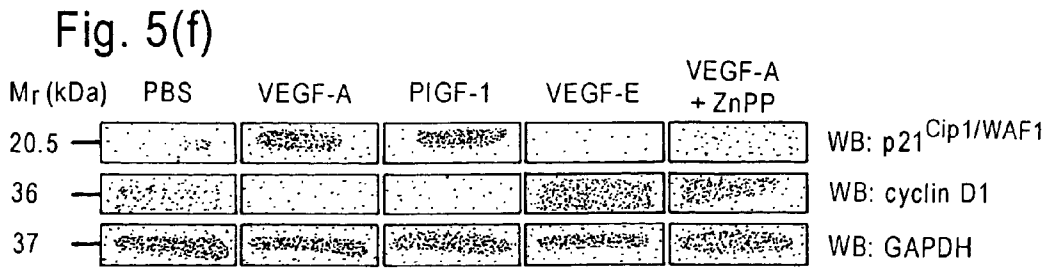 Fig. 5(f)
Mr (kDa) PBS VEGF-A PlGF-1 VEGF-E VEGF-A + ZnPP
20.5 WB: p21Cip1/WAF1
36 WB: cyclin D1
37 WB: GAPDH